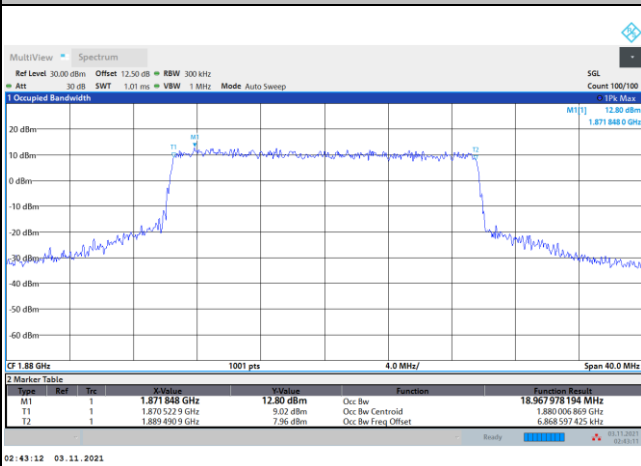 MultiView Spectrum
Ref Level 30.00 dBm Offset 12.50 dB RBW 300 kHz SGL
Att 30 dB SWT 1.01 ms VBW 1 MHz Mode Auto Sweep Count 100/100
1 Occupied Bandwidth 1Pk Max
M1[1] 12.80 dBm
1.871 848 0 GHz
20 dBm
M1
T1 T2
10 dBm
0 dBm
-10 dBm
-20 dBm
-30 dBm
-40 dBm
-50 dBm
-60 dBm
CF 1.88 GHz 1001 pts 4.0 MHz/ Span 40.0 MHz
2 Marker Table
Type Ref Trc X-Value Y-Value Function Function Result
M1 1 1.871 848 GHz 12.80 dBm Occ Bw 18.967 978 194 MHz
T1 1 1.870 522 9 GHz 9.02 dBm Occ Bw Centroid 1.880 006 869 GHz
T2 1 1.889 490 9 GHz 7.96 dBm Occ Bw Freq Offset 6.868 597 425 kHz
Ready 03.11.2021
02:43:11
02:43:12 03.11.2021